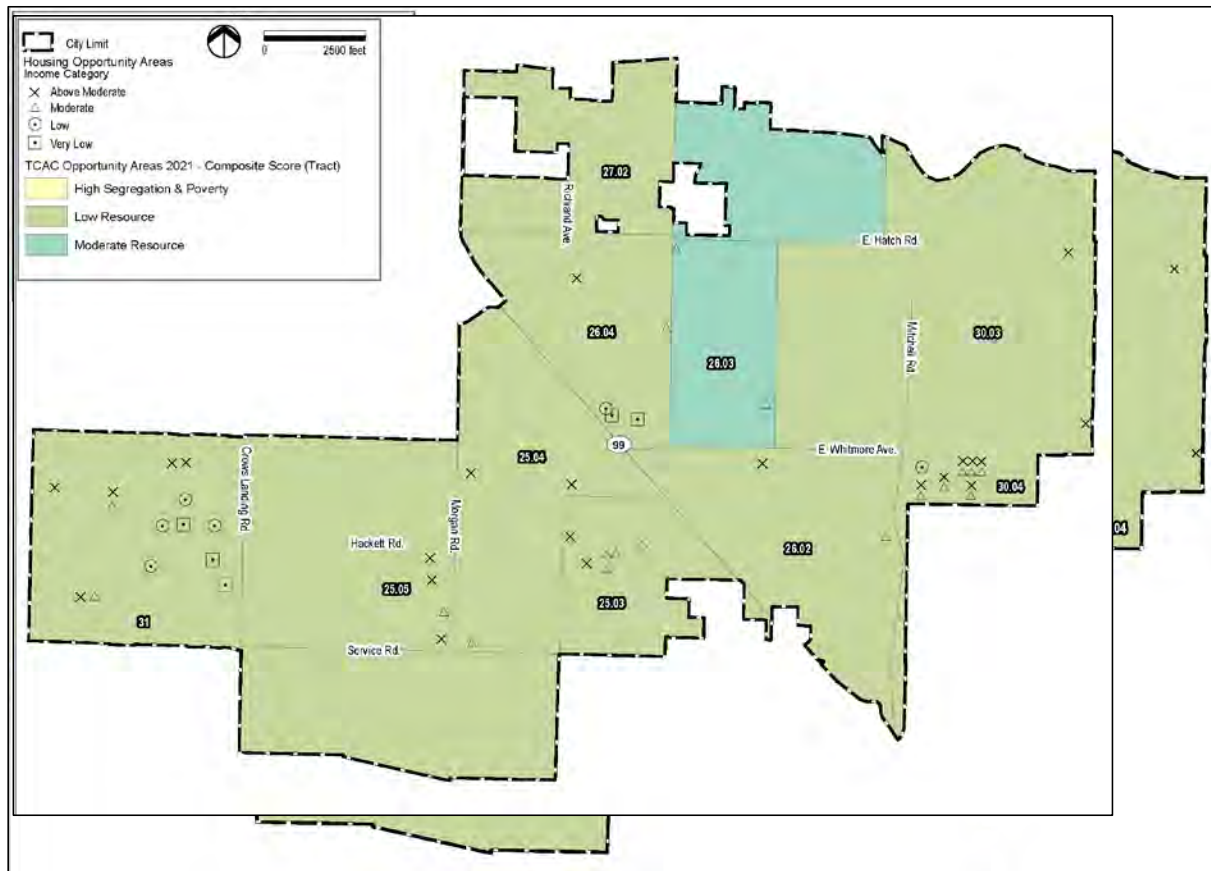 City Limit
0 2500 feet
Housing Opportunity Areas
Income Category
Above Moderate
Moderate
Low
Very Low
TCAC Opportunity Areas 2021 - Composite Score (Tract)
High Segregation & Poverty
Low Resource
Moderate Resource
27.02
Richland Ave.
E. Hatch Rd.
26.04
Mitchell Rd.
30.03
26.03
99
E. Whitmore Ave.
25.04
Crows Landing Rd.
Morgan Rd.
30.04
04
Hackett Rd.
26.02
25.05
25.03
31
Service Rd.